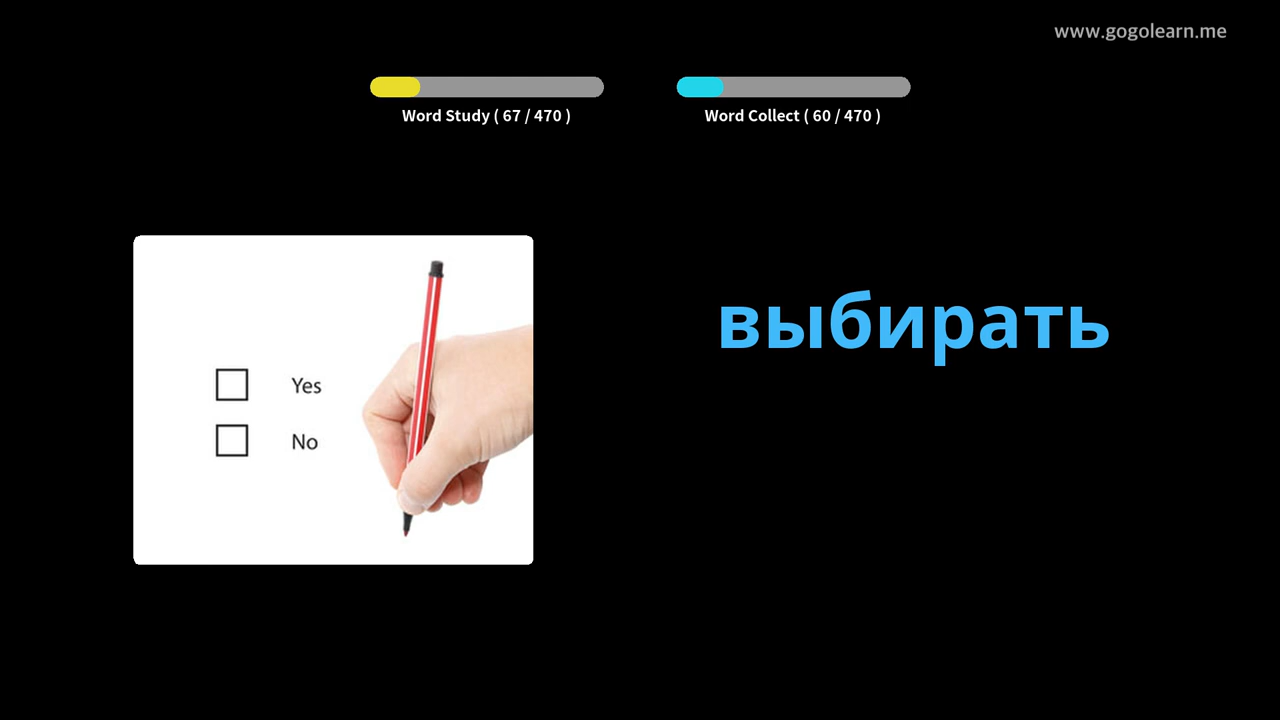 www.gogolearn.me
Word Study ( 67 / 470 )
Word Collect ( 60 / 470 )
Yes
No
выбирать